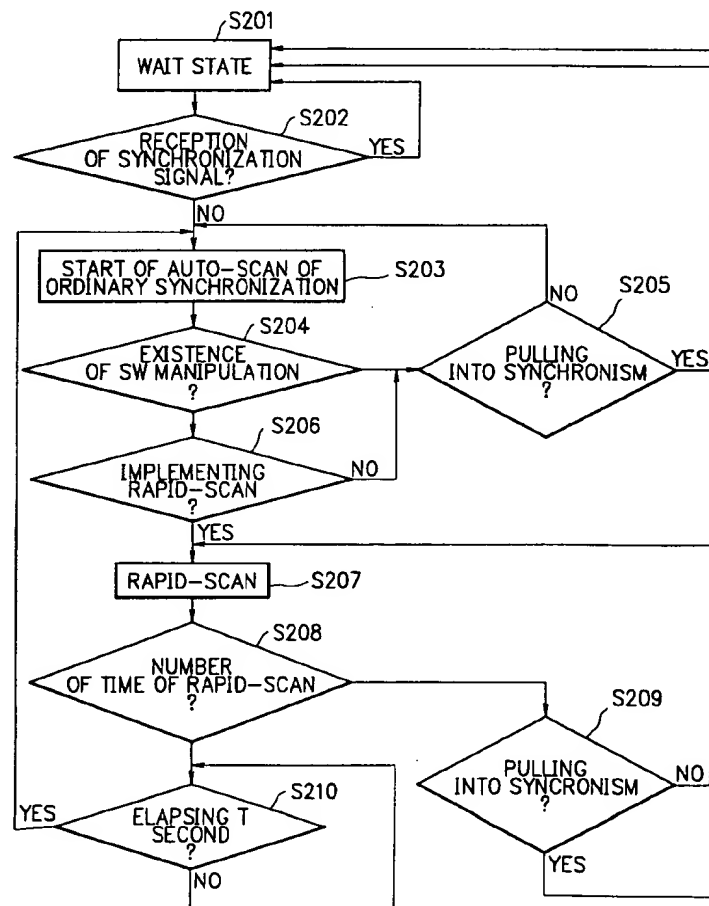 S201
WAIT STATE
S202
RECEPTION
OF SYNCHRONIZATION
SIGNAL?
YES
NO
START OF AUTO-SCAN OF
ORDINARY SYNCHRONIZATION
S203
S204
EXISTENCE
OF SW MANIPULATION
?
NO
S205
PULLING
INTO SYNCHRONISM
?
YES
S206
IMPLEMENTING
RAPID-SCAN
?
NO
YES
RAPID-SCAN
S207
S208
NUMBER
OF TIME OF RAPID-SCAN
?
S209
PULLING
INTO SYNCRONISM
?
NO
YES
S210
YES
ELAPSING T
SECOND
?
NO